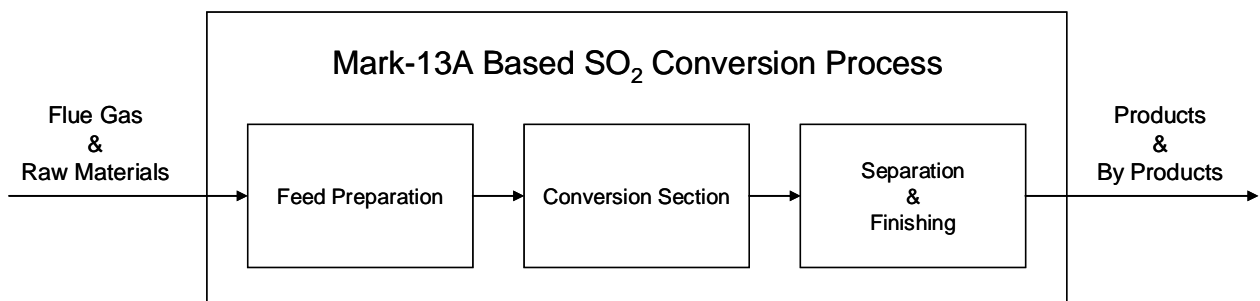 Mark-13A Based SO₂ Conversion Process
Flue Gas
&
Raw Materials
Feed Preparation
Conversion Section
Separation
&
Finishing
Products
&
By Products